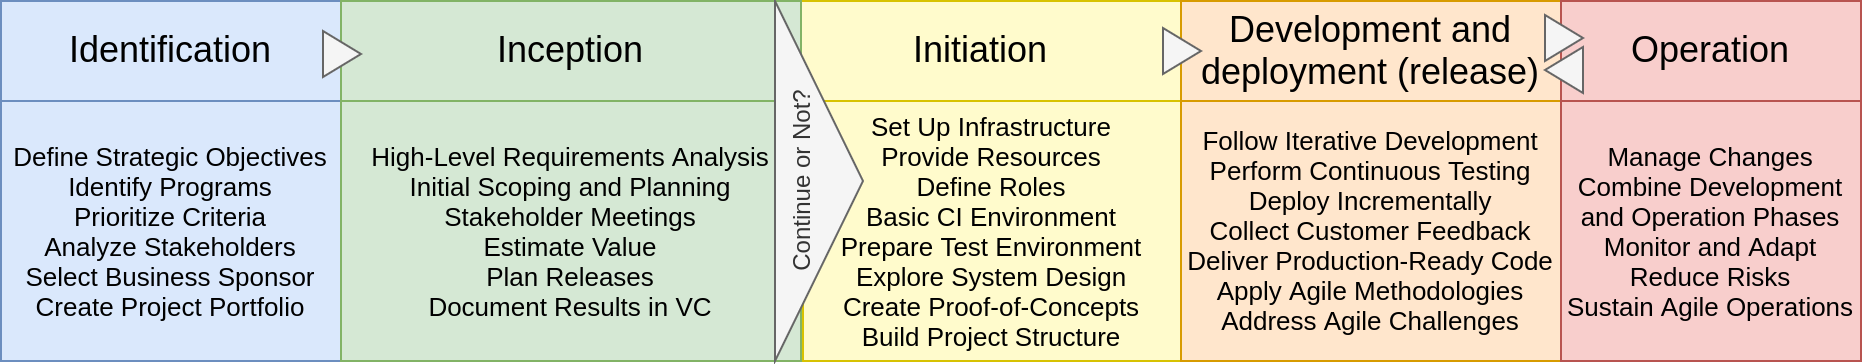 Identification
Define Strategic Objectives
Identify Programs
Prioritize Criteria
Analyze Stakeholders
Select Business Sponsor
Create Project Portfolio
Inception
High-Level Requirements Analysis
Initial Scoping and Planning
Stakeholder Meetings
Estimate Value
Plan Releases
Document Results in VC
Continue or Not?
Initiation
Set Up Infrastructure
Provide Resources
Define Roles
Basic CI Environment
Prepare Test Environment
Explore System Design
Create Proof-of-Concepts
Build Project Structure
Development and
deployment (release)
Follow Iterative Development
Perform Continuous Testing
Deploy Incrementally
Collect Customer Feedback
Deliver Production-Ready Code
Apply Agile Methodologies
Address Agile Challenges
Operation
Manage Changes
Combine Development
and Operation Phases
Monitor and Adapt
Reduce Risks
Sustain Agile Operations